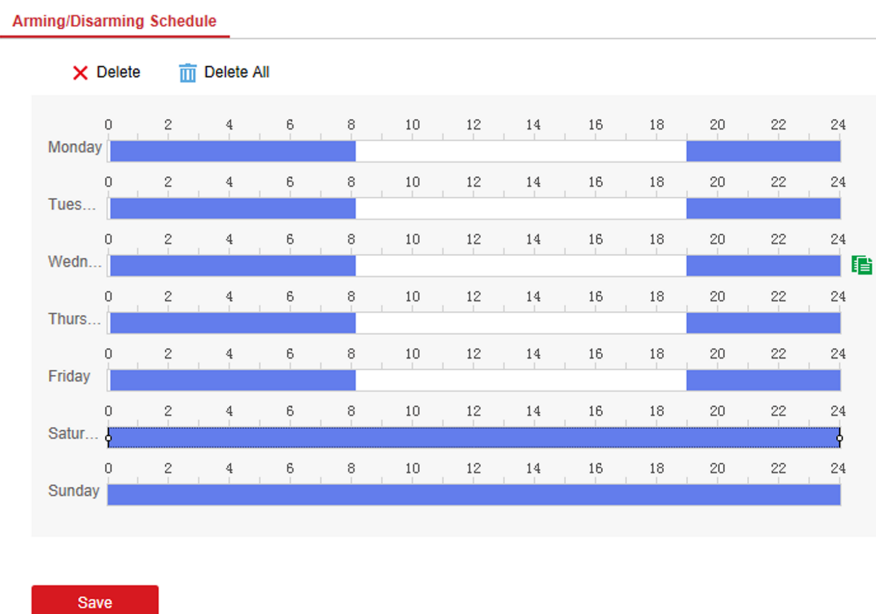 Arming/Disarming Schedule
Delete Delete All
0 2 4 6 8 10 12 14 16 18 20 22 24
Monday
0 2 4 6 8 10 12 14 16 18 20 22 24
Tues...
0 2 4 6 8 10 12 14 16 18 20 22 24
Wedn...
0 2 4 6 8 10 12 14 16 18 20 22 24
Thurs...
0 2 4 6 8 10 12 14 16 18 20 22 24
Friday
0 2 4 6 8 10 12 14 16 18 20 22 24
Satur...
0 2 4 6 8 10 12 14 16 18 20 22 24
Sunday
Save